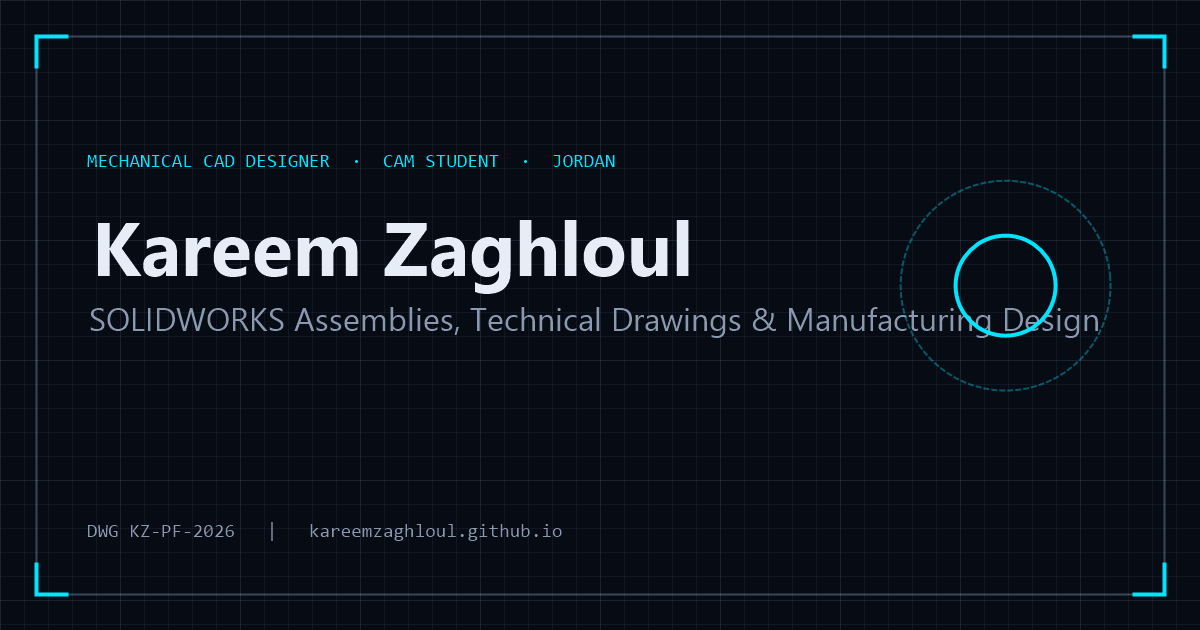 MECHANICAL CAD DESIGNER · CAM STUDENT · JORDAN
Kareem Zaghloul
SOLIDWORKS Assemblies, Technical Drawings & Manufacturing Design
DWG KZ-PF-2026 | kareemzaghloul.github.io